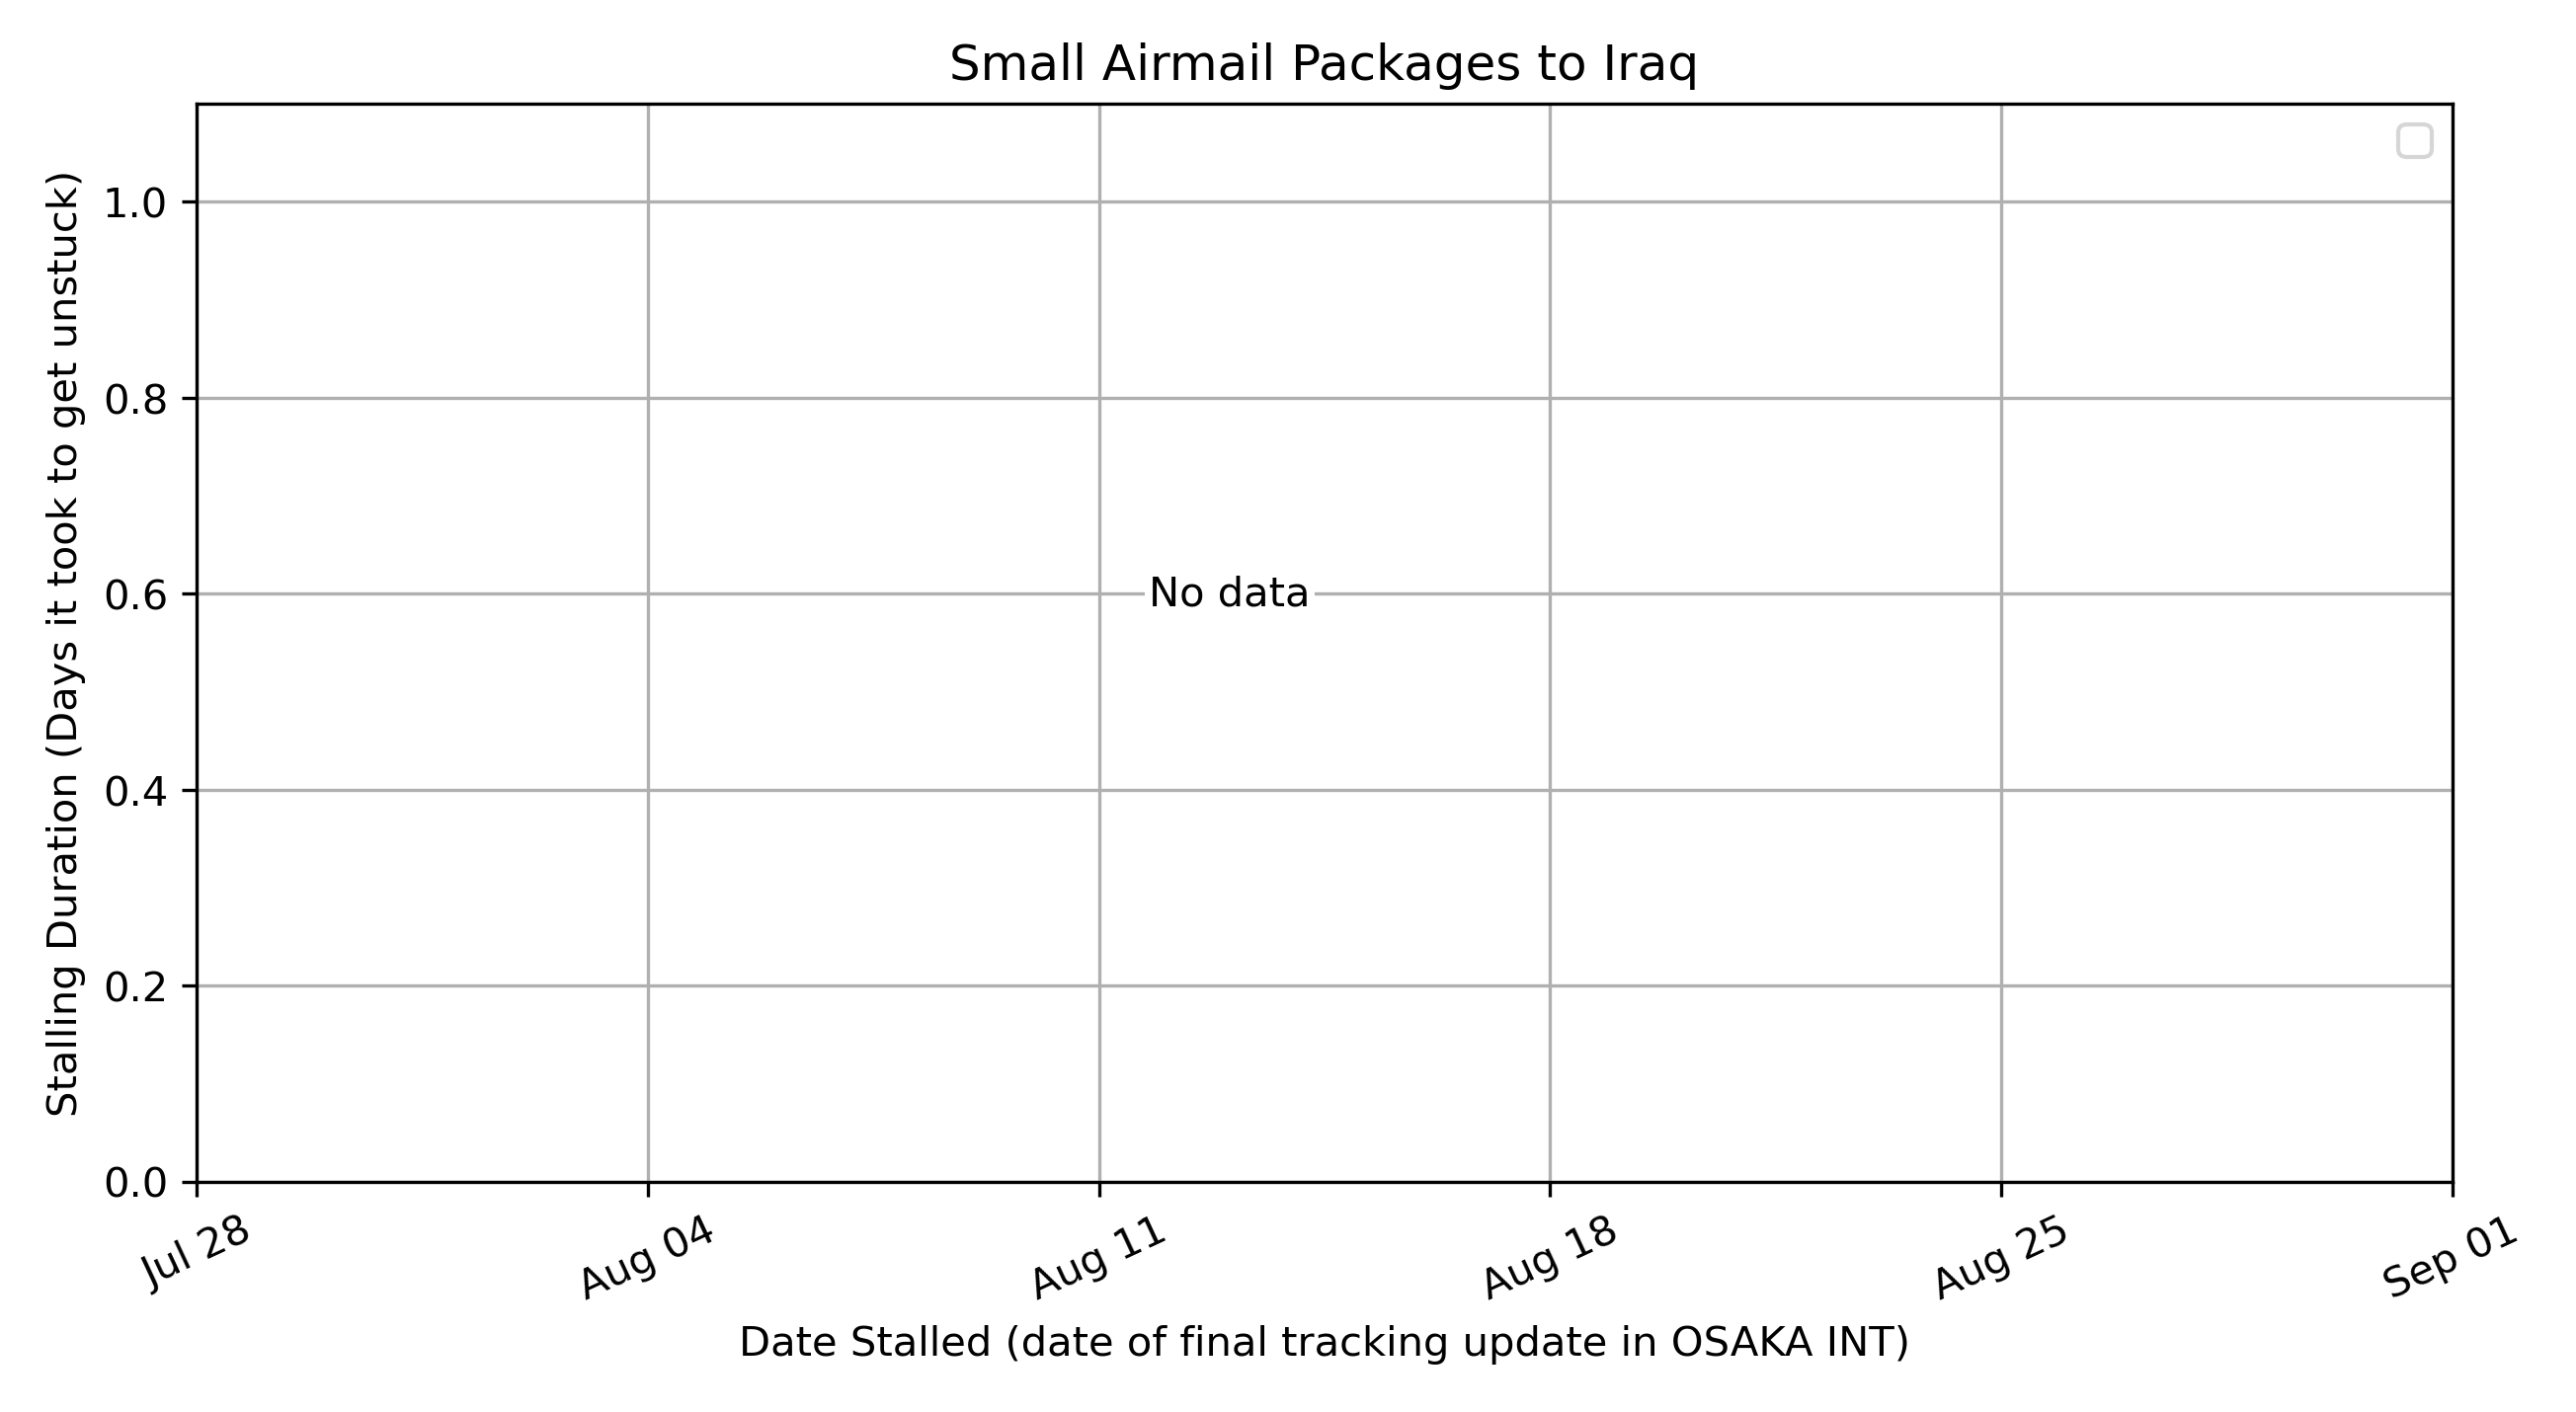 Small Airmail Packages to Iraq
Stalling Duration (Days it took to get unstuck)
1.0
0.8
0.6
0.4
0.2
0.0
No data
Jul 28
Aug 04
Aug 11
Aug 18
Aug 25
Sep 01
Date Stalled (date of final tracking update in OSAKA INT)